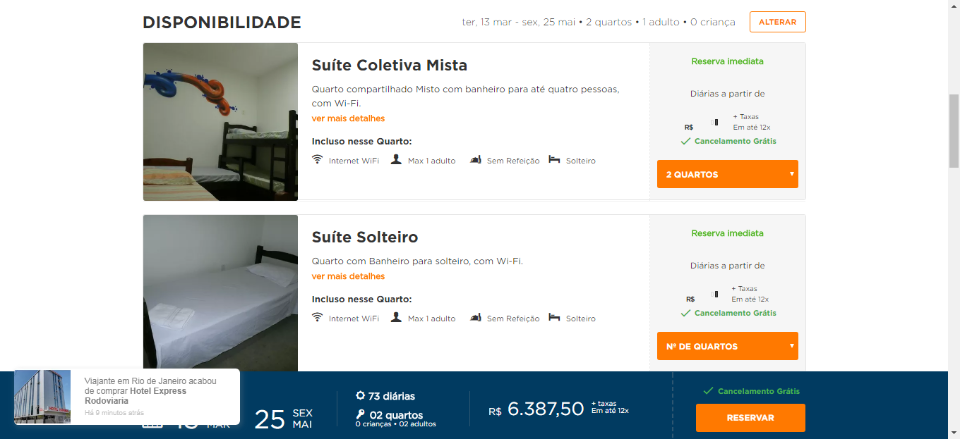 DISPONIBILIDADE
ter, 13 mar - sex, 25 mai • 2 quartos • 1 adulto • 0 criança
ALTERAR
Suíte Coletiva Mista
Quarto compartilhado Misto com banheiro para até quatro pessoas,
com Wi-Fi.
ver mais detalhes
Incluso nesse Quarto:
Internet WiFi
Max 1 adulto
Sem Refeição
Solteiro
Reserva imediata
Diárias a partir de
R$
+ Taxas
Em até 12x
Cancelamento Grátis
2 QUARTOS
Suíte Solteiro
Quarto com Banheiro para solteiro, com Wi-Fi.
ver mais detalhes
Incluso nesse Quarto:
Internet WiFi
Max 1 adulto
Sem Refeição
Solteiro
Reserva imediata
Diárias a partir de
R$
+ Taxas
Em até 12x
Cancelamento Grátis
Nº DE QUARTOS
Viajante em Rio de Janeiro acabou
de comprar Hotel Express
Rodoviaria
Há 9 minutos atrás
MAR
25 SEX
MAI
73 diárias
02 quartos
0 crianças • 02 adultos
R$ 6.387,50
+ taxas
Em até 12x
Cancelamento Grátis
RESERVAR